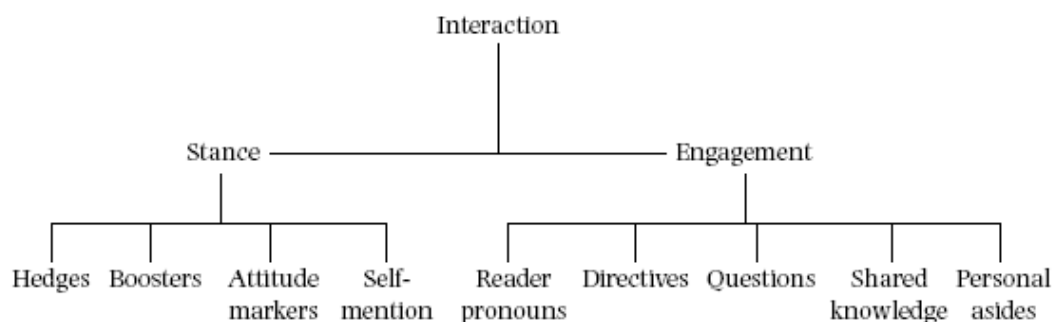 Interaction
Stance Engagement
Hedges Boosters Attitude Self- Reader Directives Questions Shared Personal
markers mention pronouns knowledge asides